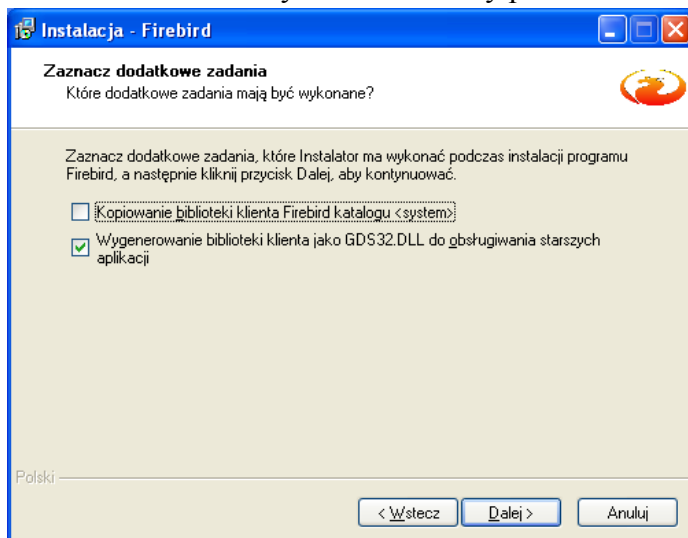 Instalacja - Firebird
Zaznacz dodatkowe zadania
Które dodatkowe zadania mają być wykonane?
Zaznacz dodatkowe zadania, które Instalator ma wykonać podczas instalacji programu
Firebird, a następnie kliknij przycisk Dalej, aby kontynuować.
Kopiowanie biblioteki klienta Firebird katalogu <system>
Wygenerowanie biblioteki klienta jako GDS32.DLL do obsługiwania starszych
aplikacji
Polski
< Wstecz Dalej > Anuluj